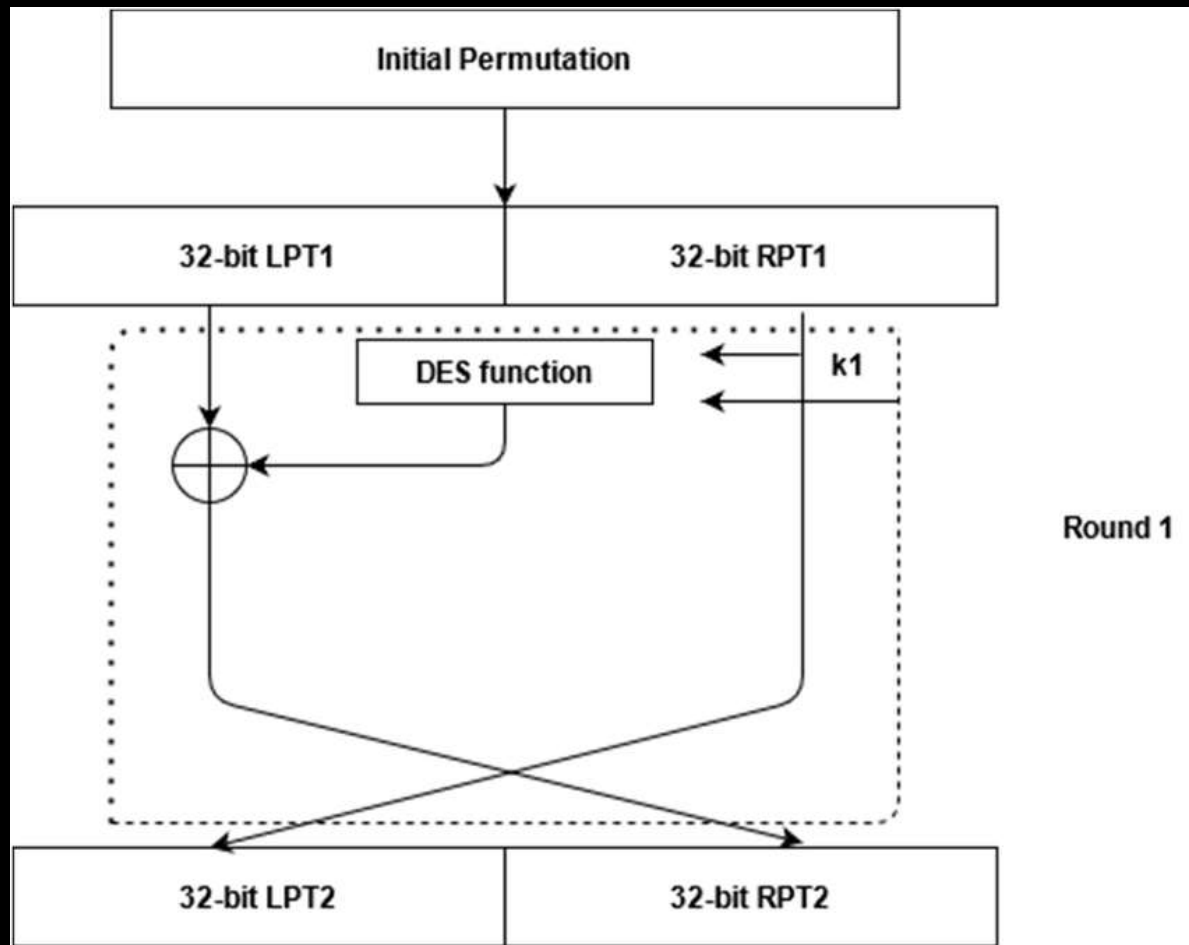 Initial Permutation
32-bit LPT1
32-bit RPT1
DES function
k1
Round 1
32-bit LPT2
32-bit RPT2